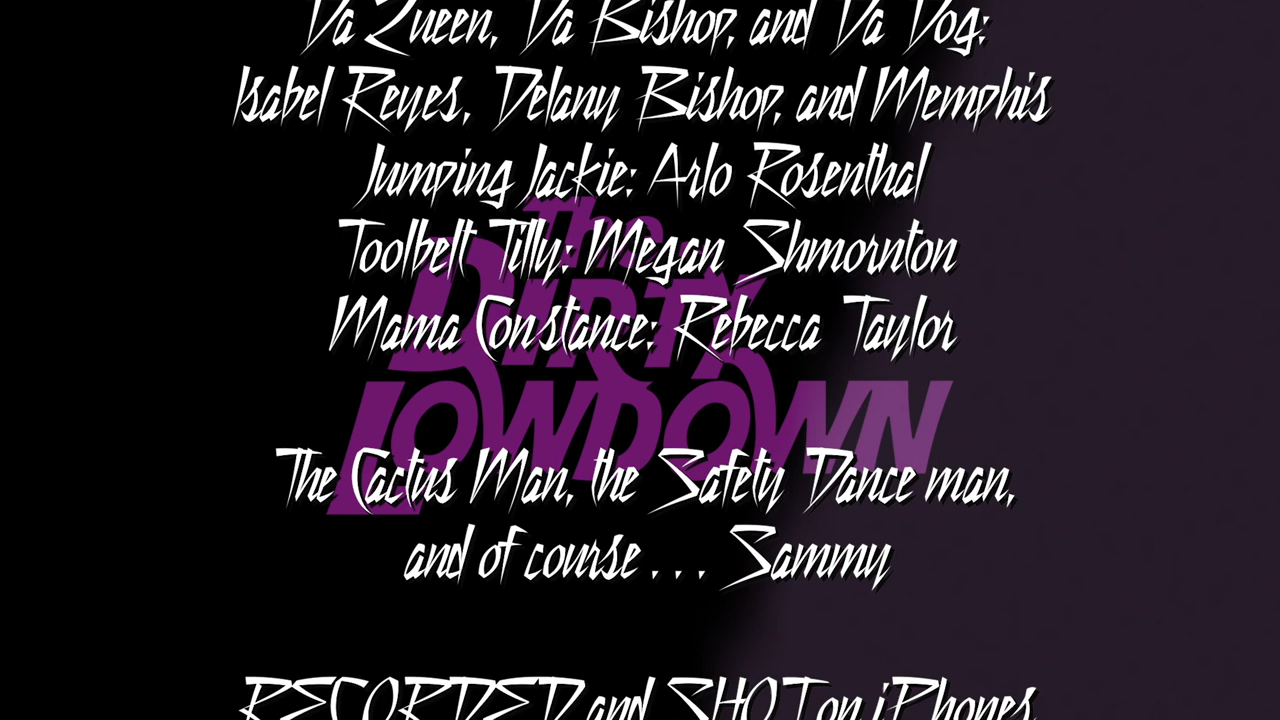 Da Queen, Da Bishop, and Da Dog:
Isabel Reyes, Delany Bishop, and Memphis
Jumping Jackie: Arlo Rosenthal
Toolbelt Tilly: Megan Shmornton
Mama Constance: Rebecca Taylor
The
DIRTY
LOWDOWN
The Cactus Man, the Safety Dance man,
and of course . . . Sammy
RECORDED and SHOT on iPhones